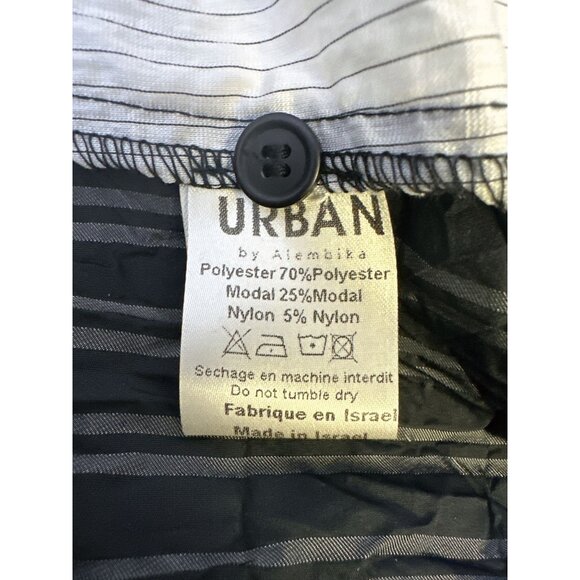 URBAN
by Alembika
Polyester 70%Polyester
Modal 25%Modal
Nylon 5% Nylon
Sechage en machine interdit
Do not tumble dry
Fabrique en Israel
Made in Israel